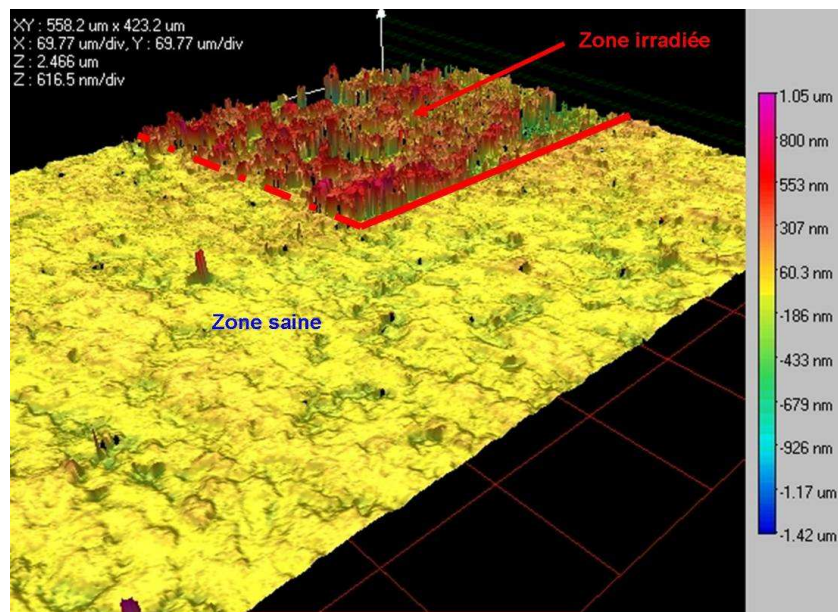 XY : 558.2 um x 423.2 um
X : 69.77 um/div, Y : 69.77 um/div
Z : 2.466 um
Z : 616.5 nm/div
Zone irradiée
Zone saine
1.05 um
800 nm
553 nm
307 nm
60.3 nm
-186 nm
-433 nm
-679 nm
-926 nm
-1.17 um
-1.42 um